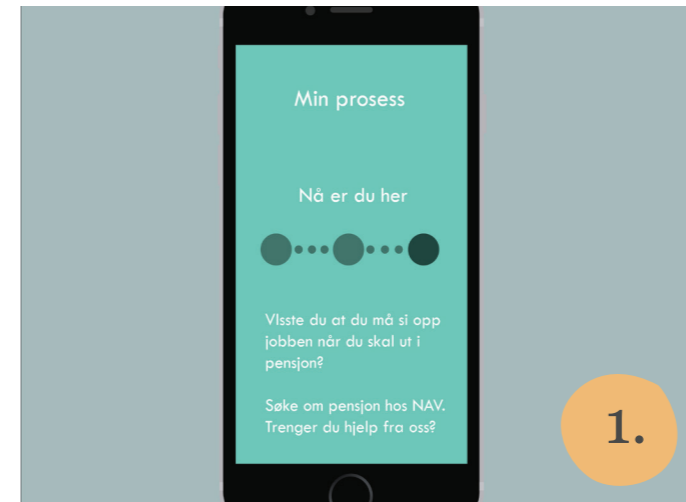 Min prosess
Nå er du her
VIsste du at du må si opp
jobben når du skal ut i
pensjon?
Søke om pensjon hos NAV.
Trenger du hjelp fra oss?
1.